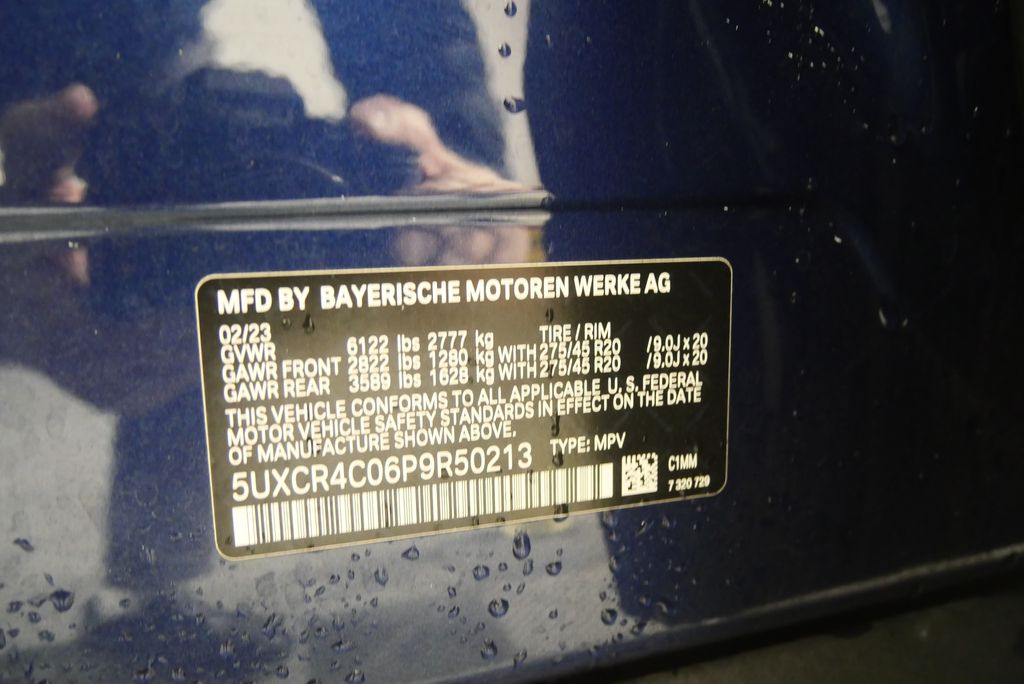 MFD BY BAYERISCHE MOTOREN WERKE AG
02/23 TIRE / RIM
GVWR 6122 lbs 2777 kg
GAWR FRONT 2822 lbs 1280 kg WITH 275/45 R20 /9.0J x 20
GAWR REAR 3589 lbs 1628 kg WITH 275/45 R20 /9.0J x 20
THIS VEHICLE CONFORMS TO ALL APPLICABLE U.S. FEDERAL
MOTOR VEHICLE SAFETY STANDARDS IN EFFECT ON THE DATE
OF MANUFACTURE SHOWN ABOVE.
5UXCR4C06P9R50213 TYPE: MPV
C1MM
7 320 729